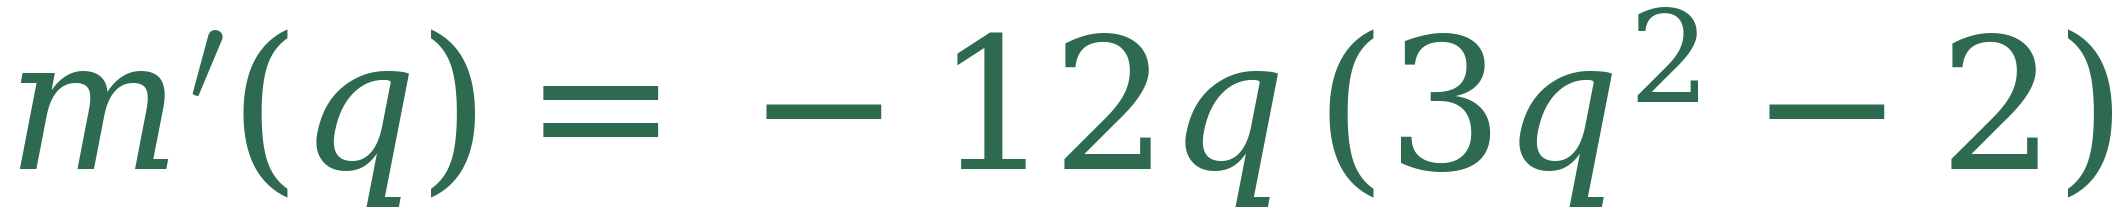 m′(q) = −12q(3q² − 2)